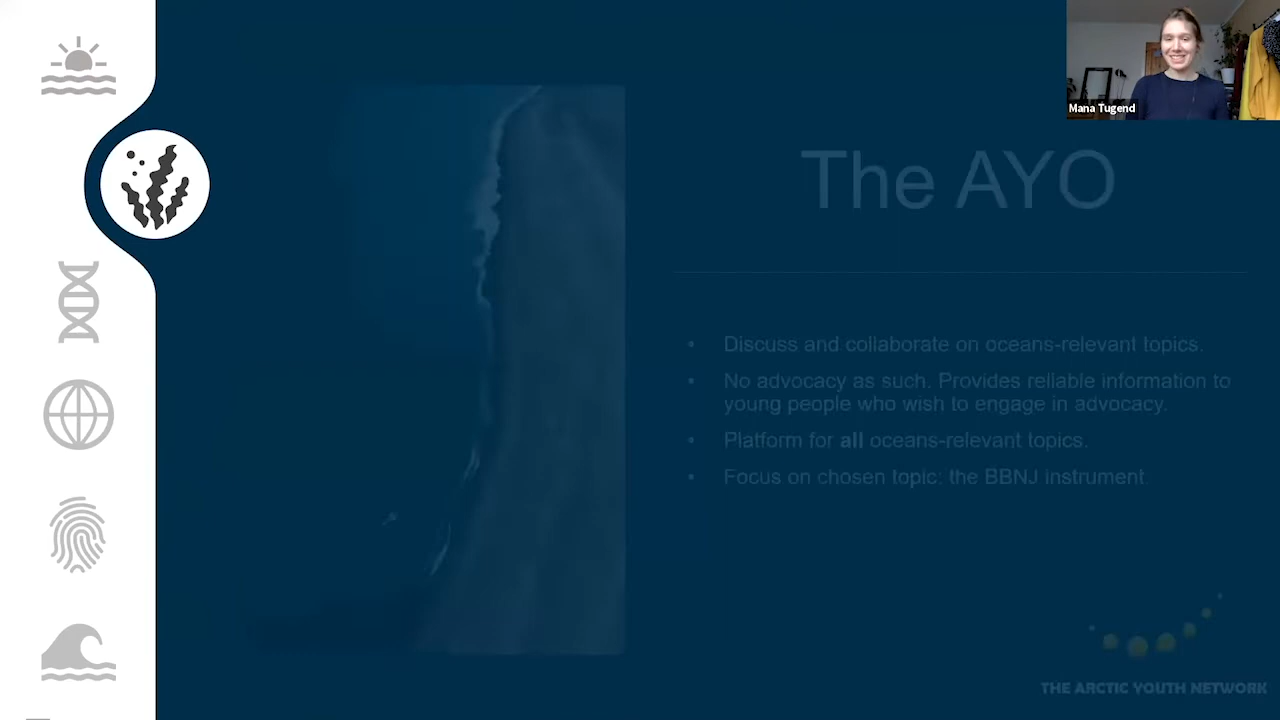 Mana Tugend
The AYO
• Discuss and collaborate on oceans-relevant topics.
• No advocacy as such. Provides reliable information to
young people who wish to engage in advocacy.
• Platform for all oceans-relevant topics.
• Focus on chosen topic: the BBNJ instrument.
THE ARCTIC YOUTH NETWORK